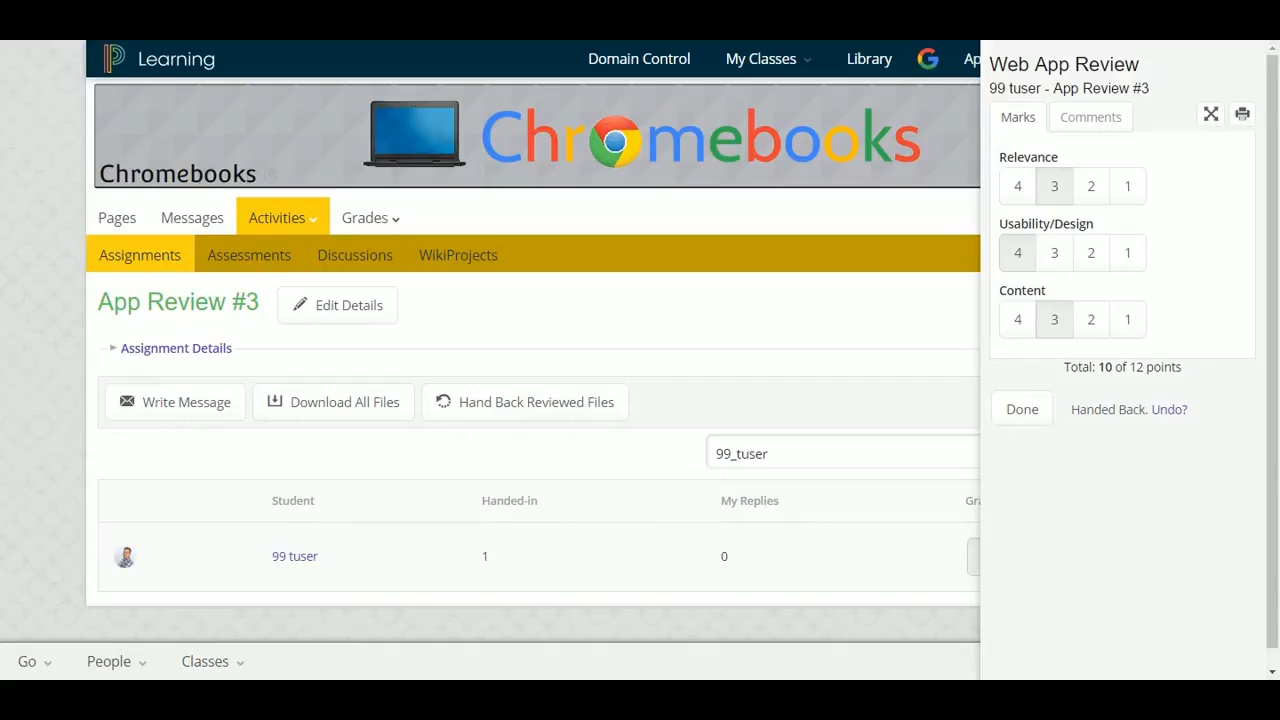 Learning
Domain Control My Classes Library Ap
Chromebooks
Chromebooks
Pages Messages Activities Grades
Assignments Assessments Discussions WikiProjects
App Review #3 Edit Details
Assignment Details
Write Message Download All Files Hand Back Reviewed Files
99_tuser
Student Handed-in My Replies Gra
99 tuser 1 0
Go People Classes
Web App Review
99 tuser - App Review #3
Marks Comments
Relevance
4 3 2 1
Usability/Design
4 3 2 1
Content
4 3 2 1
Total: 10 of 12 points
Done Handed Back. Undo?